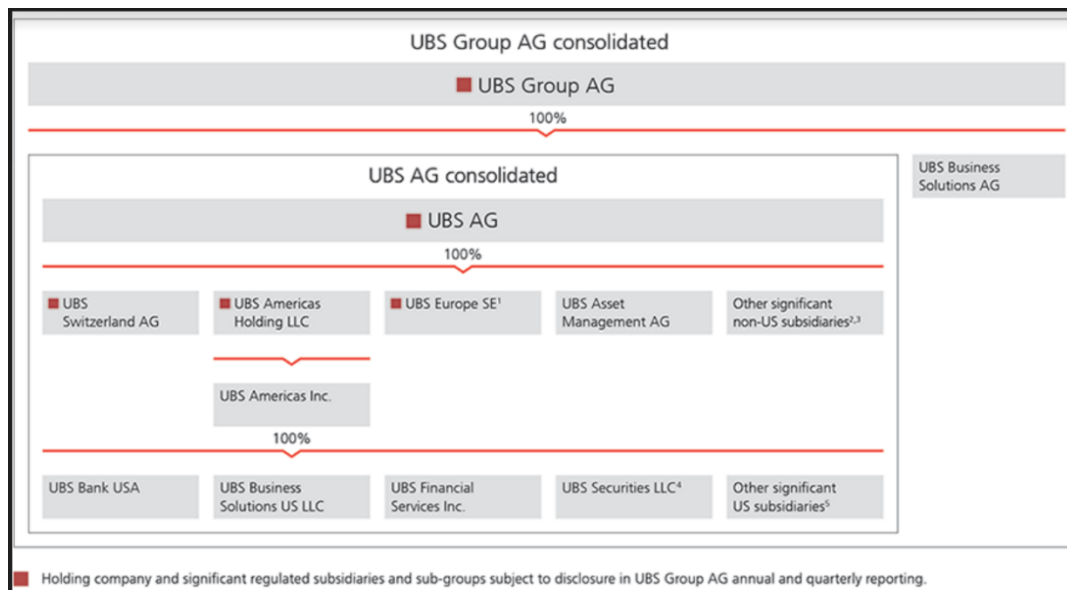 UBS Group AG consolidated
UBS Group AG
100%
UBS AG consolidated
UBS Business
Solutions AG
UBS AG
100%
UBS
Switzerland AG
UBS Americas
Holding LLC
UBS Europe SE¹
UBS Asset
Management AG
Other significant
non-US subsidiaries²,³
UBS Americas Inc.
100%
UBS Bank USA
UBS Business
Solutions US LLC
UBS Financial
Services Inc.
UBS Securities LLC⁴
Other significant
US subsidiaries⁵
Holding company and significant regulated subsidiaries and sub-groups subject to disclosure in UBS Group AG annual and quarterly reporting.